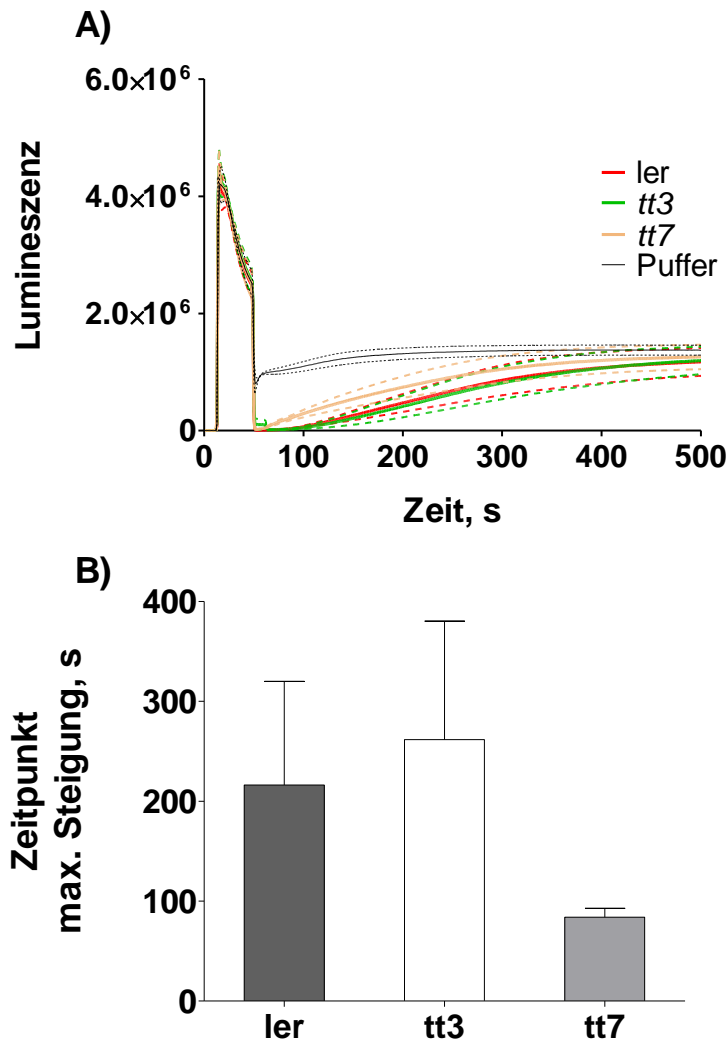 A)
6.0×10⁶
4.0×10⁶
2.0×10⁶
0
Lumineszenz
ler
tt3
tt7
Puffer
0 100 200 300 400 500
Zeit, s
B)
400
300
200
100
0
Zeitpunkt
max. Steigung, s
ler tt3 tt7